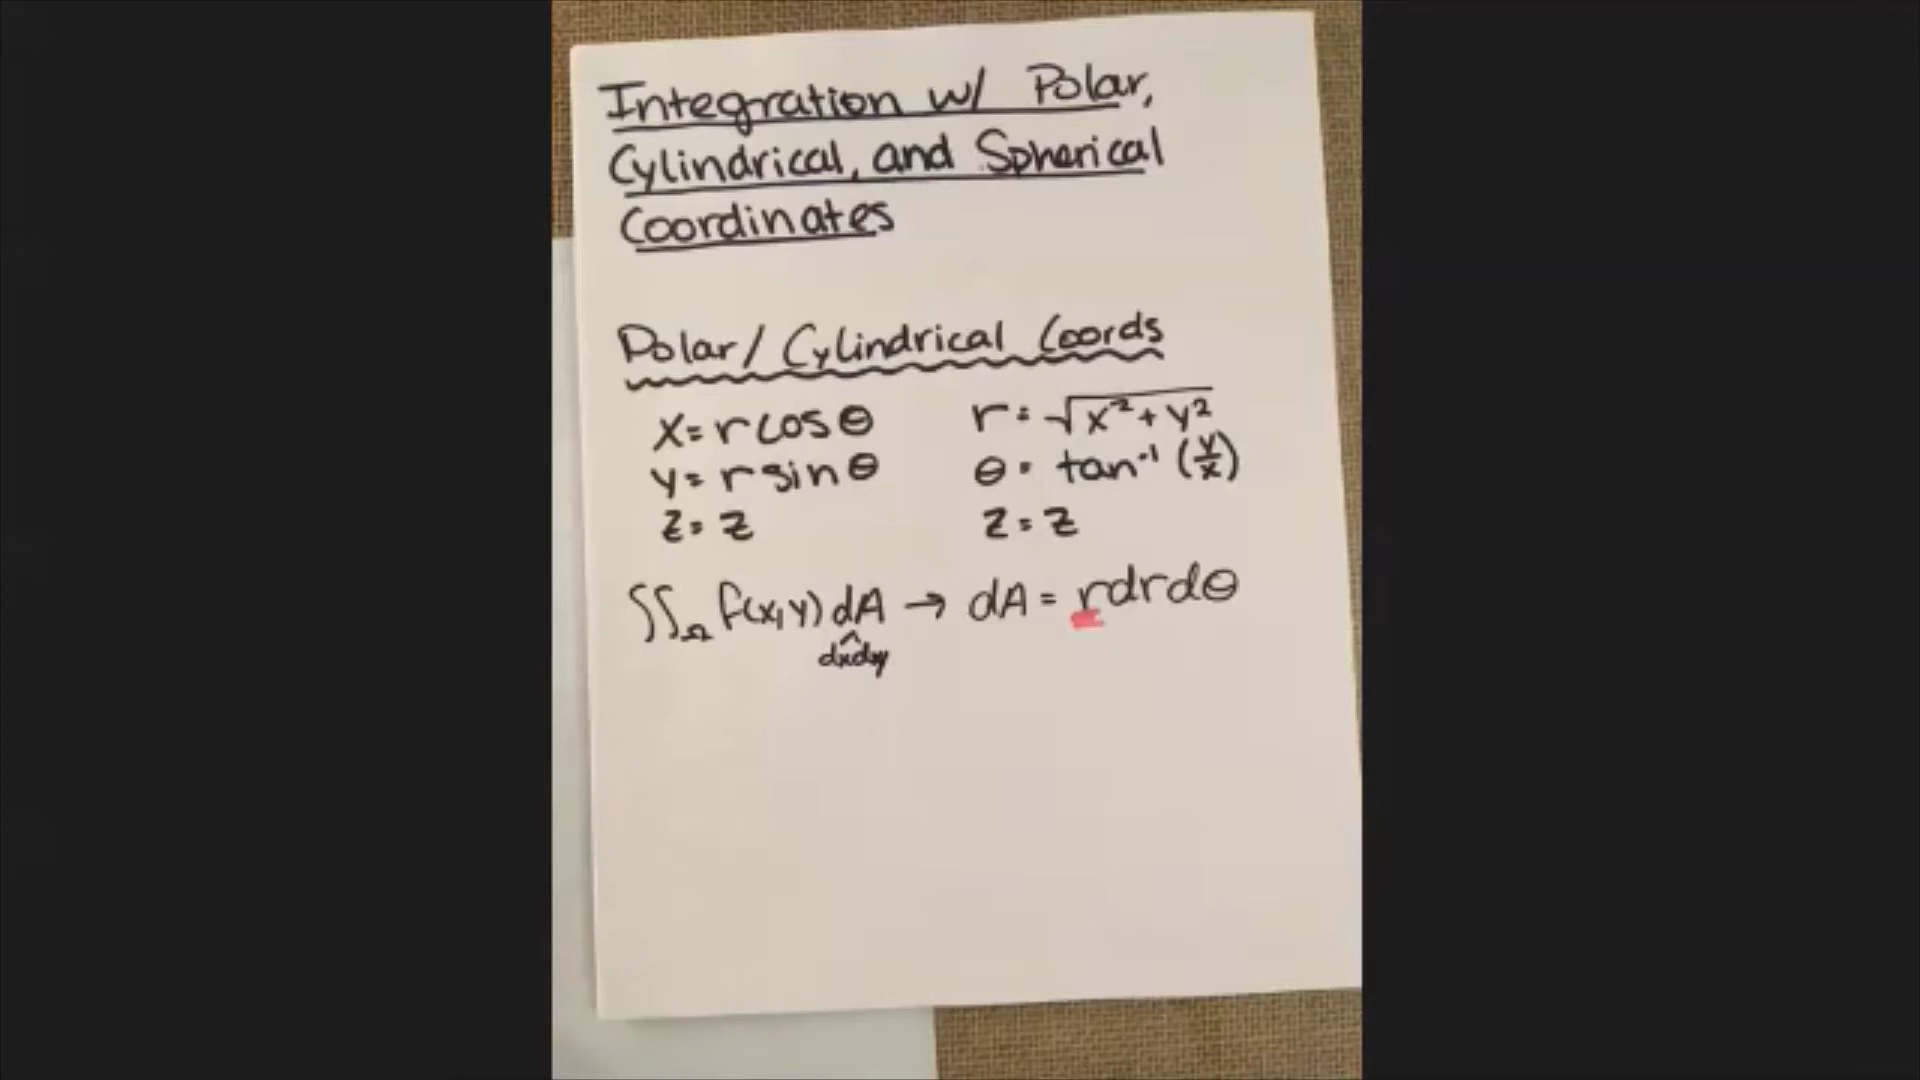 Integration w/ Polar,
Cylindrical, and Spherical
Coordinates
Polar / Cylindrical Coords
x = r cos θ r = √x² + y²
y = r sin θ θ = tan⁻¹ (y/x)
z = z z = z
∬_Ω f(x,y) dA → dA = r dr dθ
dxdy